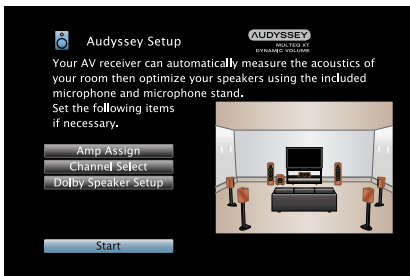 Audyssey Setup
AUDYSSEY
MULTEQ XT
DYNAMIC VOLUME
Your AV receiver can automatically measure the acoustics of
your room then optimize your speakers using the included
microphone and microphone stand.
Set the following items
if necessary.
Amp Assign
Channel Select
Dolby Speaker Setup
Start